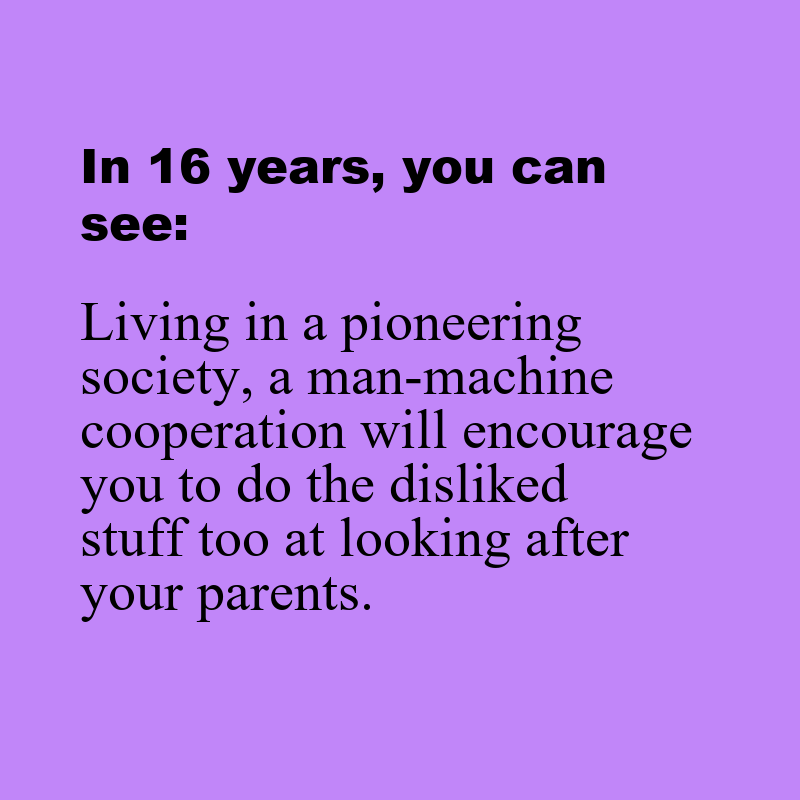 In 16 years, you can
see:
Living in a pioneering
society, a man-machine
cooperation will encourage
you to do the disliked
stuff too at looking after
your parents.